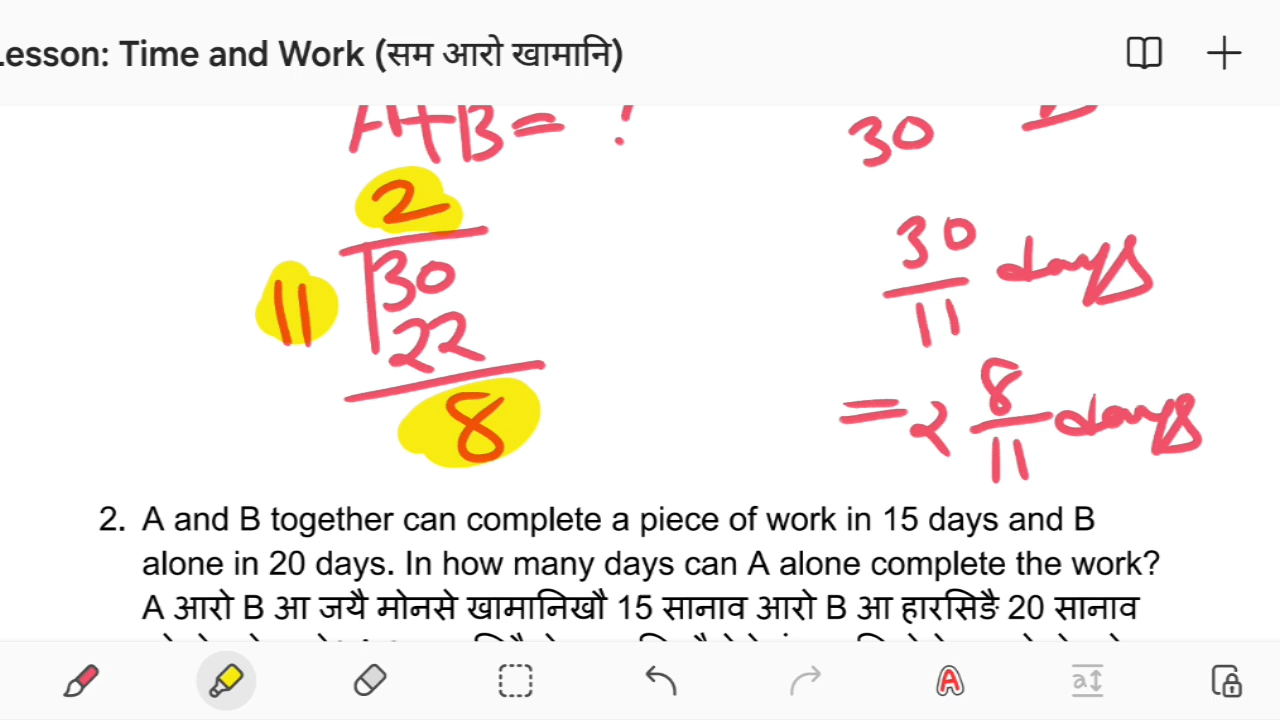 Lesson: Time and Work (सम आरो खामानि)
A+B= ?
30
2
11 30
22
8
30/11 days
=2 8/11 days
2. A and B together can complete a piece of work in 15 days and B
alone in 20 days. In how many days can A alone complete the work?
A आरो B आ जयै मोनसे खामानिखौ 15 सानाव आरो B आ हारसिङै 20 सानाव